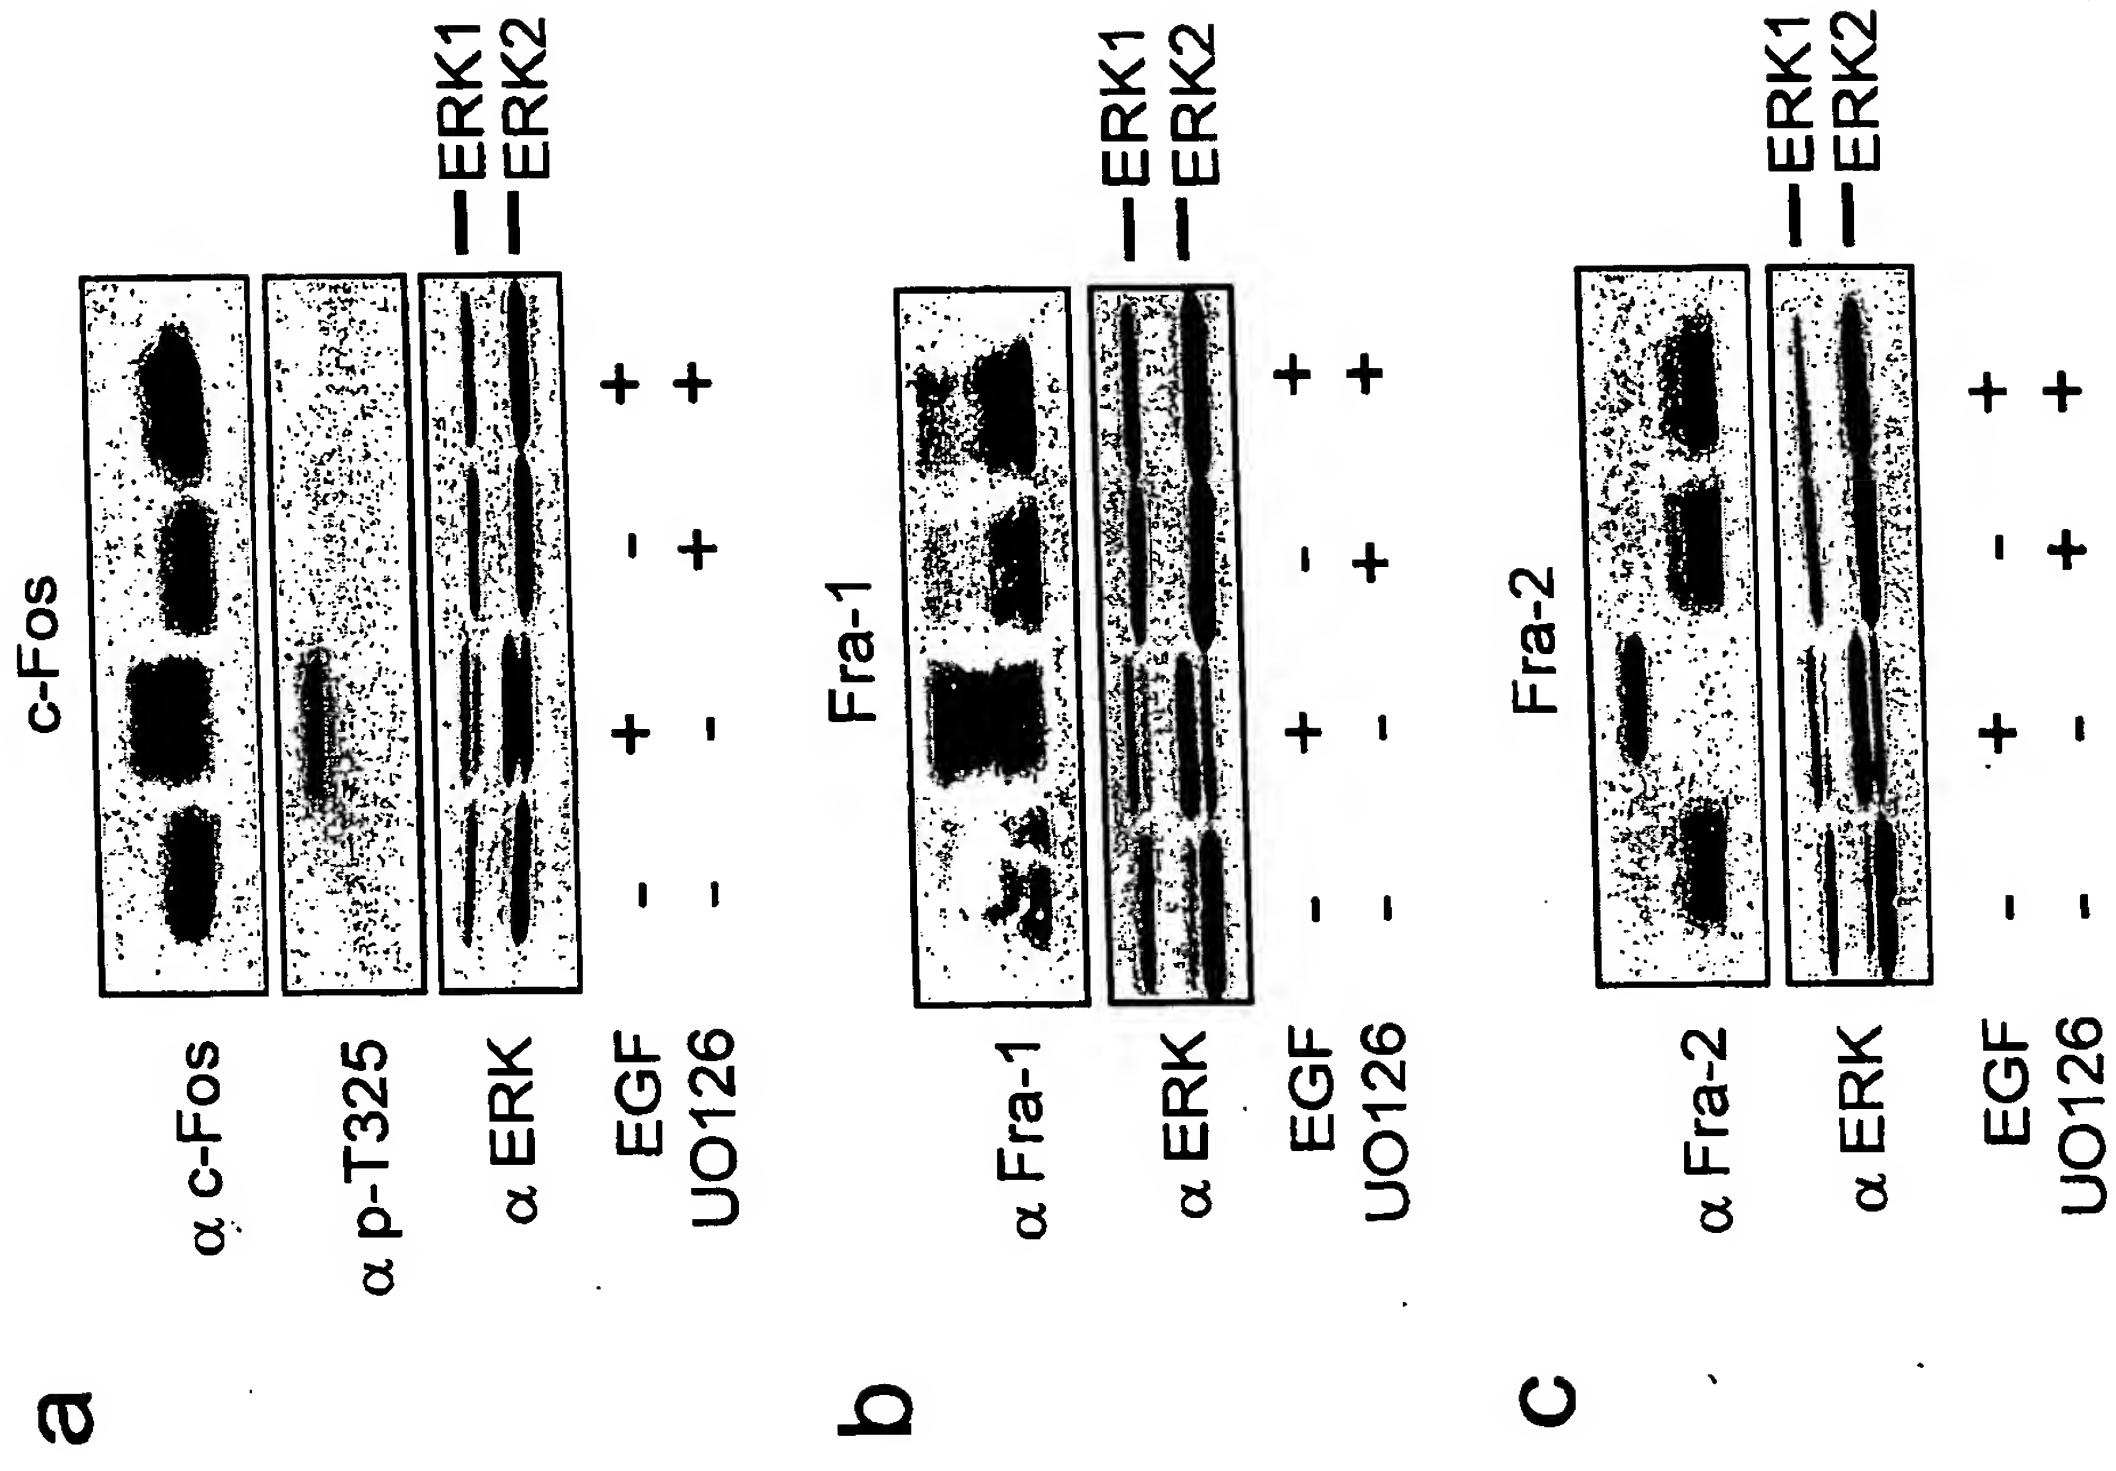 a
c-Fos
α c-Fos
α p-T325
α ERK
ERK1
ERK2
EGF - + - +
UO126 - - + +
b
Fra-1
α Fra-1
α ERK
ERK1
ERK2
EGF - + - +
UO126 - - + +
c
Fra-2
α Fra-2
α ERK
ERK1
ERK2
EGF - + - +
UO126 - - + +